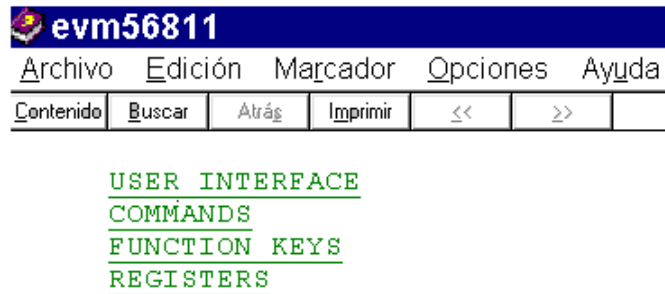 evm56811
Archivo Edición Marcador Opciones Ayuda
Contenido Buscar Atrás Imprimir << >>
USER INTERFACE
COMMANDS
FUNCTION KEYS
REGISTERS